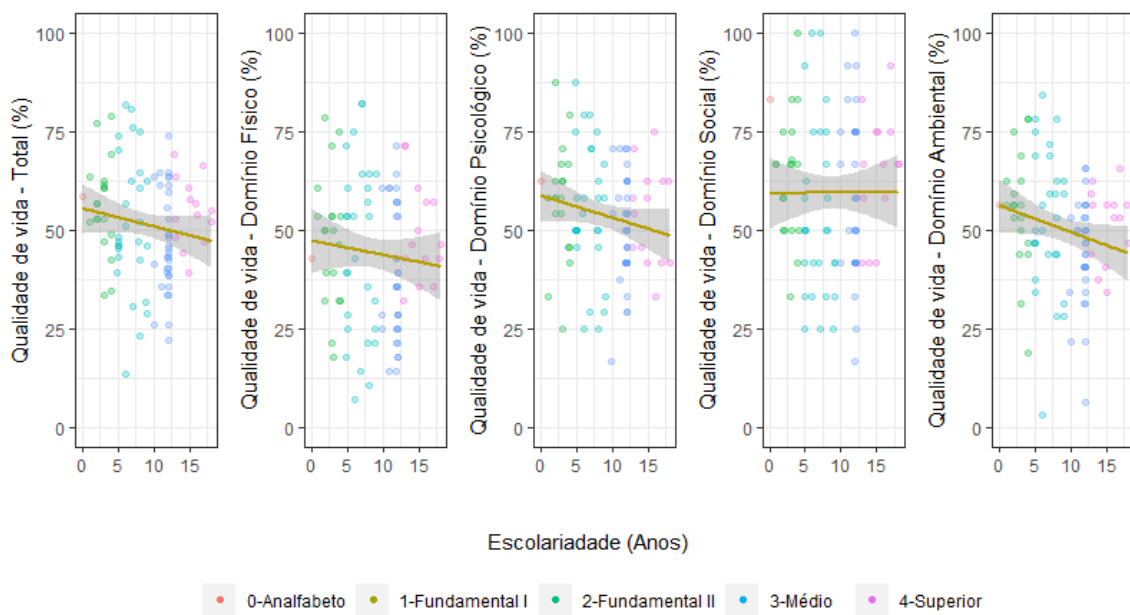 Qualidade de vida - Total (%)
100
75
50
25
0
0 5 10 15
Qualidade de vida - Domínio Físico (%)
100
75
50
25
0
0 5 10 15
Qualidade de vida - Domínio Psicológico (%)
100
75
50
25
0
0 5 10 15
Qualidade de vida - Domínio Social (%)
100
75
50
25
0
0 5 10 15
Qualidade de vida - Domínio Ambiental (%)
100
75
50
25
0
0 5 10 15
Escolariadade (Anos)
0-Analfabeto 1-Fundamental I 2-Fundamental II 3-Médio 4-Superior